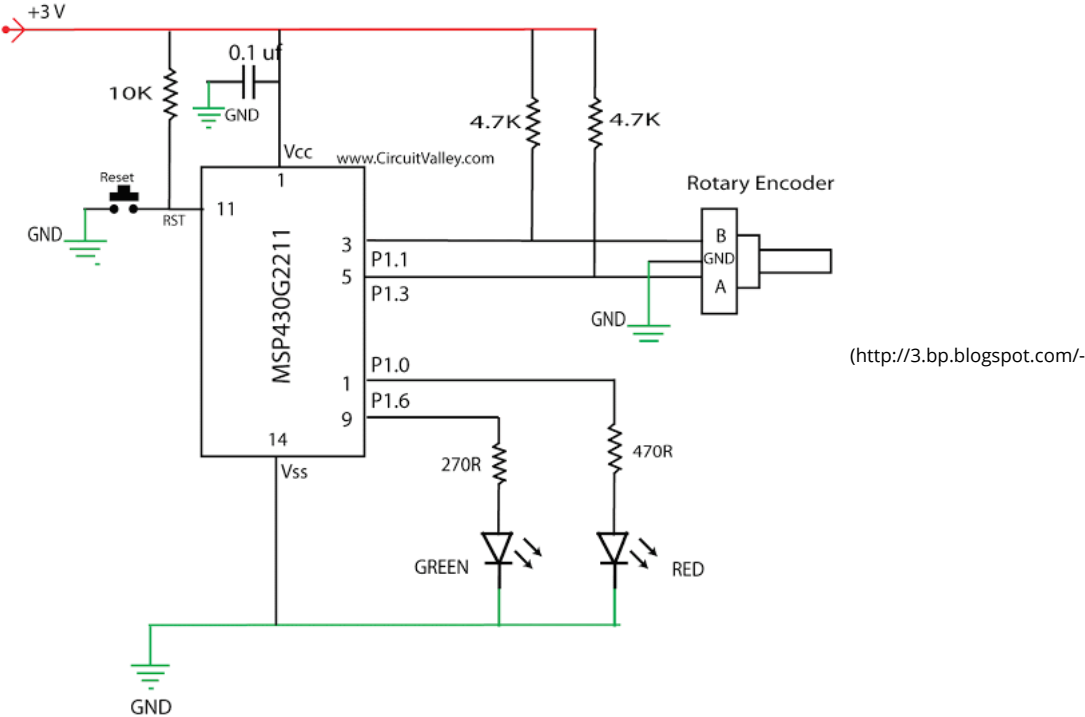 +3 V
0.1 uf
10K
GND
4.7K
4.7K
Vcc
www.CircuitValley.com
1
Reset
Rotary Encoder
11
RST
GND
B
3
P1.1
GND
5
A
P1.3
MSP430G2211
GND
(http://3.bp.blogspot.com/-
P1.0
1
P1.6
9
14
Vss
270R
470R
GREEN
RED
GND